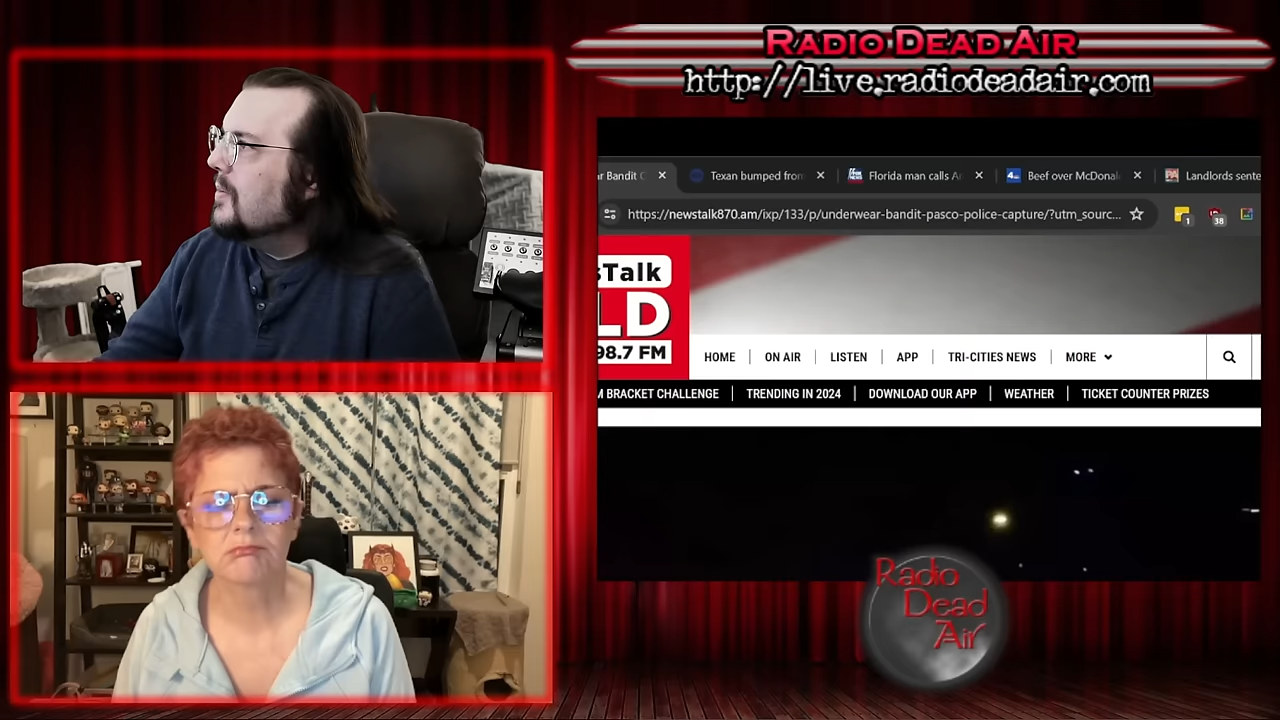 Radio Dead Air
http://live.radiodeadair.com
ar Bandit C
Texan bumped from
Florida man calls A
Beef over McDonal
Landlords sente
https://newstalk870.am/ixp/133/p/underwear-bandit-pasco-police-capture/?utm_sourc...
1
38
sTalk
LD
98.7 FM
HOME
ON AIR
LISTEN
APP
TRI-CITIES NEWS
MORE
M BRACKET CHALLENGE
TRENDING IN 2024
DOWNLOAD OUR APP
WEATHER
TICKET COUNTER PRIZES
Radio
Dead
Air